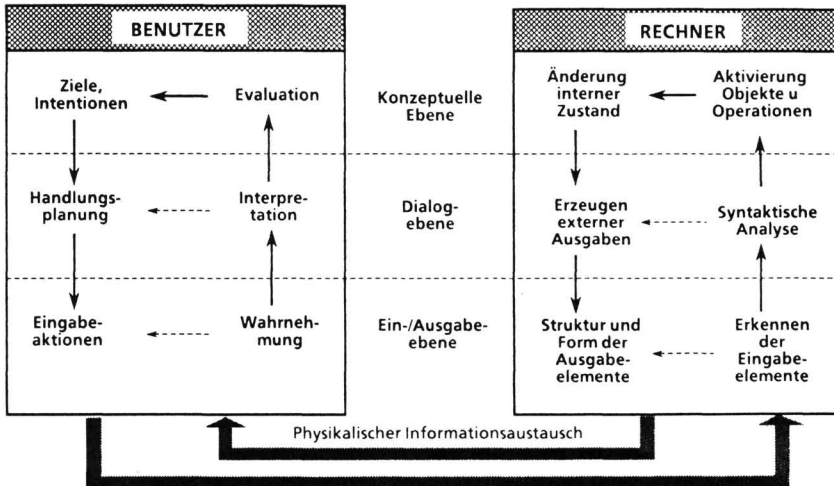 BENUTZER
Ziele,
Intentionen
Evaluation
Handlungs-
planung
Interpre-
tation
Eingabe-
aktionen
Wahrneh-
mung
Konzeptuelle
Ebene
Dialog-
ebene
Ein-/Ausgabe-
ebene
RECHNER
Änderung
interner
Zustand
Aktivierung
Objekte u
Operationen
Erzeugen
externer
Ausgaben
Syntaktische
Analyse
Struktur und
Form der
Ausgabe-
elemente
Erkennen
der
Eingabe-
elemente
Physikalischer Informationsaustausch